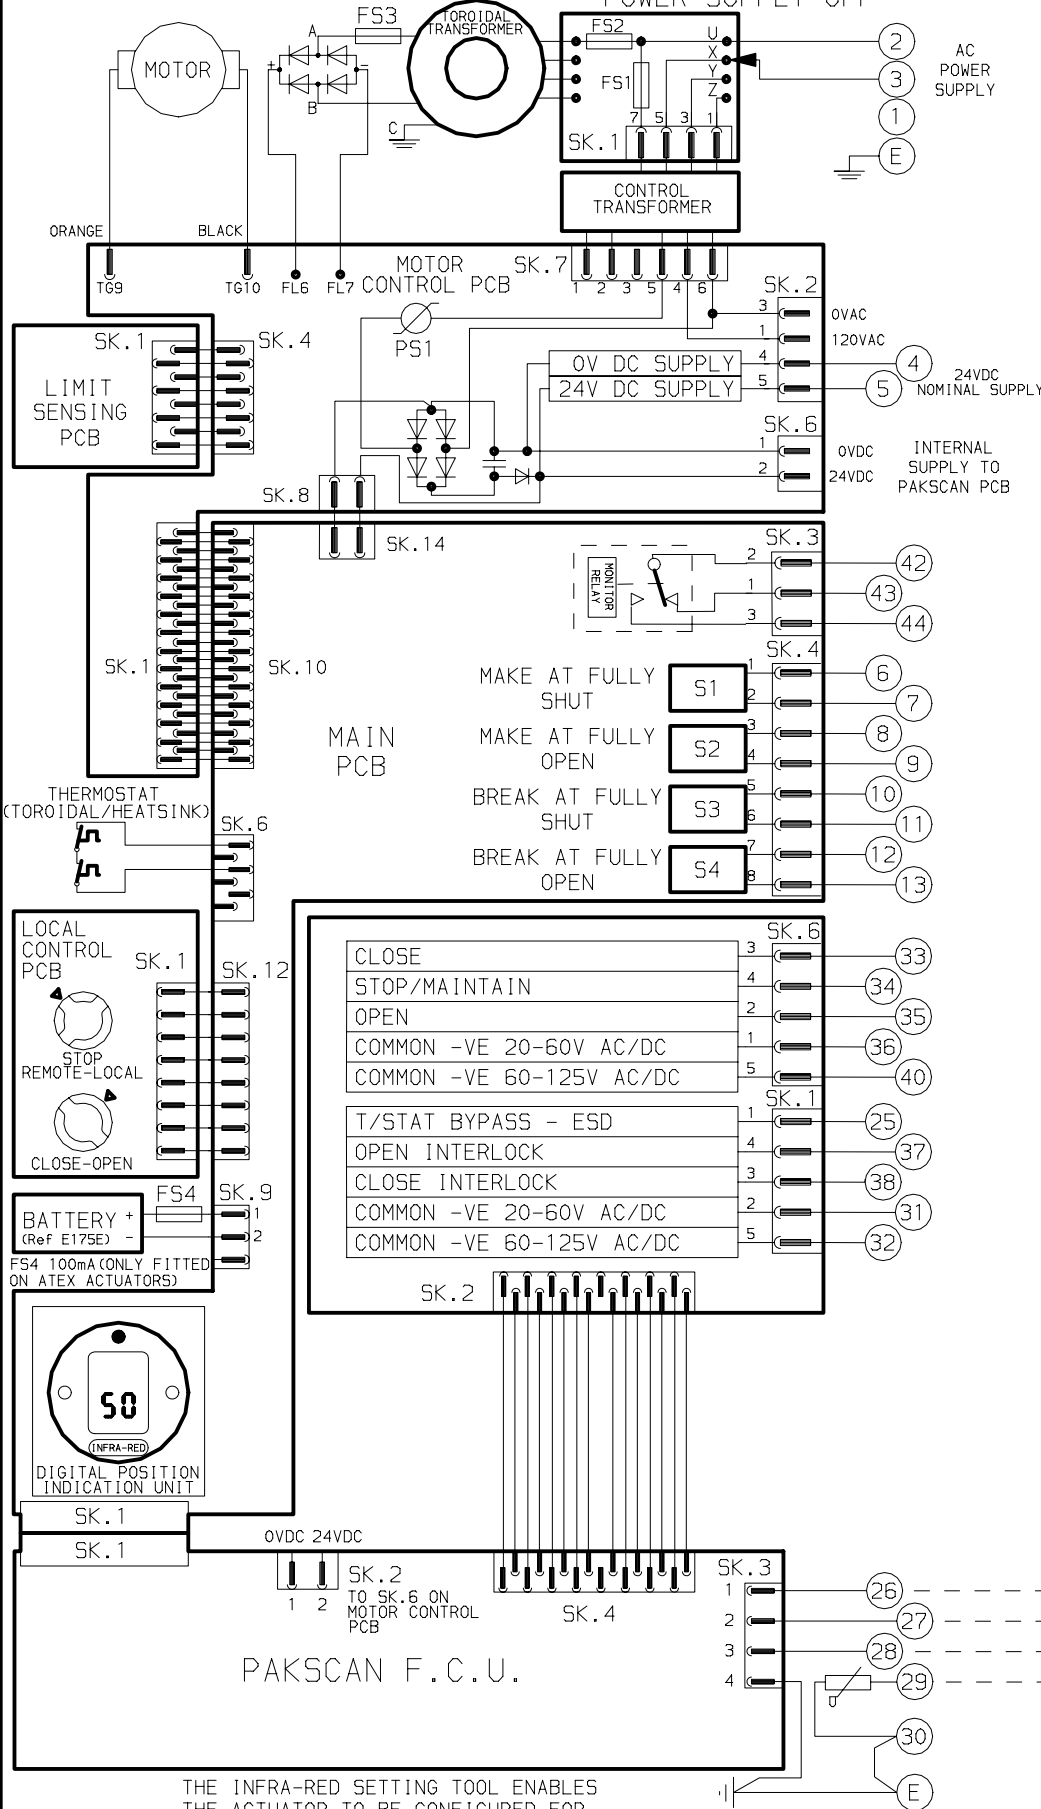 POWER SUPPLY OFF
FS3
TOROIDAL
TRANSFORMER
FS2
A
B
+
-
C
MOTOR
U
X
Y
Z
FS1
7 5 3 1
SK.1
2
3
1
E
AC
POWER
SUPPLY
CONTROL
TRANSFORMER
ORANGE
BLACK
TG9
TG10
FL6
FL7
MOTOR
CONTROL PCB
SK.7
1 2 3 5 4 6
PS1
SK.2
3 0VAC
1 120VAC
0V DC SUPPLY 4
4
24V DC SUPPLY 5
5
24VDC
NOMINAL SUPPLY
SK.6
1 0VDC
2 24VDC
INTERNAL
SUPPLY TO
PAKSCAN PCB
SK.1
SK.4
LIMIT
SENSING
PCB
SK.8
SK.14
SK.1
SK.10
MAIN
PCB
MONITOR
RELAY
SK.3
2 42
1 43
3 44
SK.4
MAKE AT FULLY
SHUT
S1
1 6
2 7
MAKE AT FULLY
OPEN
S2
3 8
4 9
BREAK AT FULLY
SHUT
S3
5 10
6 11
BREAK AT FULLY
OPEN
S4
7 12
8 13
THERMOSTAT
(TOROIDAL/HEATSINK)
SK.6
LOCAL
CONTROL
PCB
SK.1
SK.12
STOP
REMOTE-LOCAL
CLOSE-OPEN
SK.6
CLOSE 3 33
STOP/MAINTAIN 4 34
OPEN 2 35
COMMON -VE 20-60V AC/DC 1 36
COMMON -VE 60-125V AC/DC 5 40
SK.1
T/STAT BYPASS - ESD 1 25
OPEN INTERLOCK 4 37
CLOSE INTERLOCK 3 38
COMMON -VE 20-60V AC/DC 2 31
COMMON -VE 60-125V AC/DC 5 32
SK.2
BATTERY + -
(Ref E175E)
FS4
SK.9
1
2
FS4 100mA(ONLY FITTED
ON ATEX ACTUATORS)
50
INFRA-RED
DIGITAL POSITION
INDICATION UNIT
SK.1
SK.1
0VDC 24VDC
1 2
SK.2
TO SK.6 ON
MOTOR CONTROL
PCB
SK.4
SK.3
1 26
2 27
3 28
4 29
30
E
PAKSCAN F.C.U.
THE INFRA-RED SETTING TOOL ENABLES
THE ACTUATOR TO BE CONFIGURED FOR